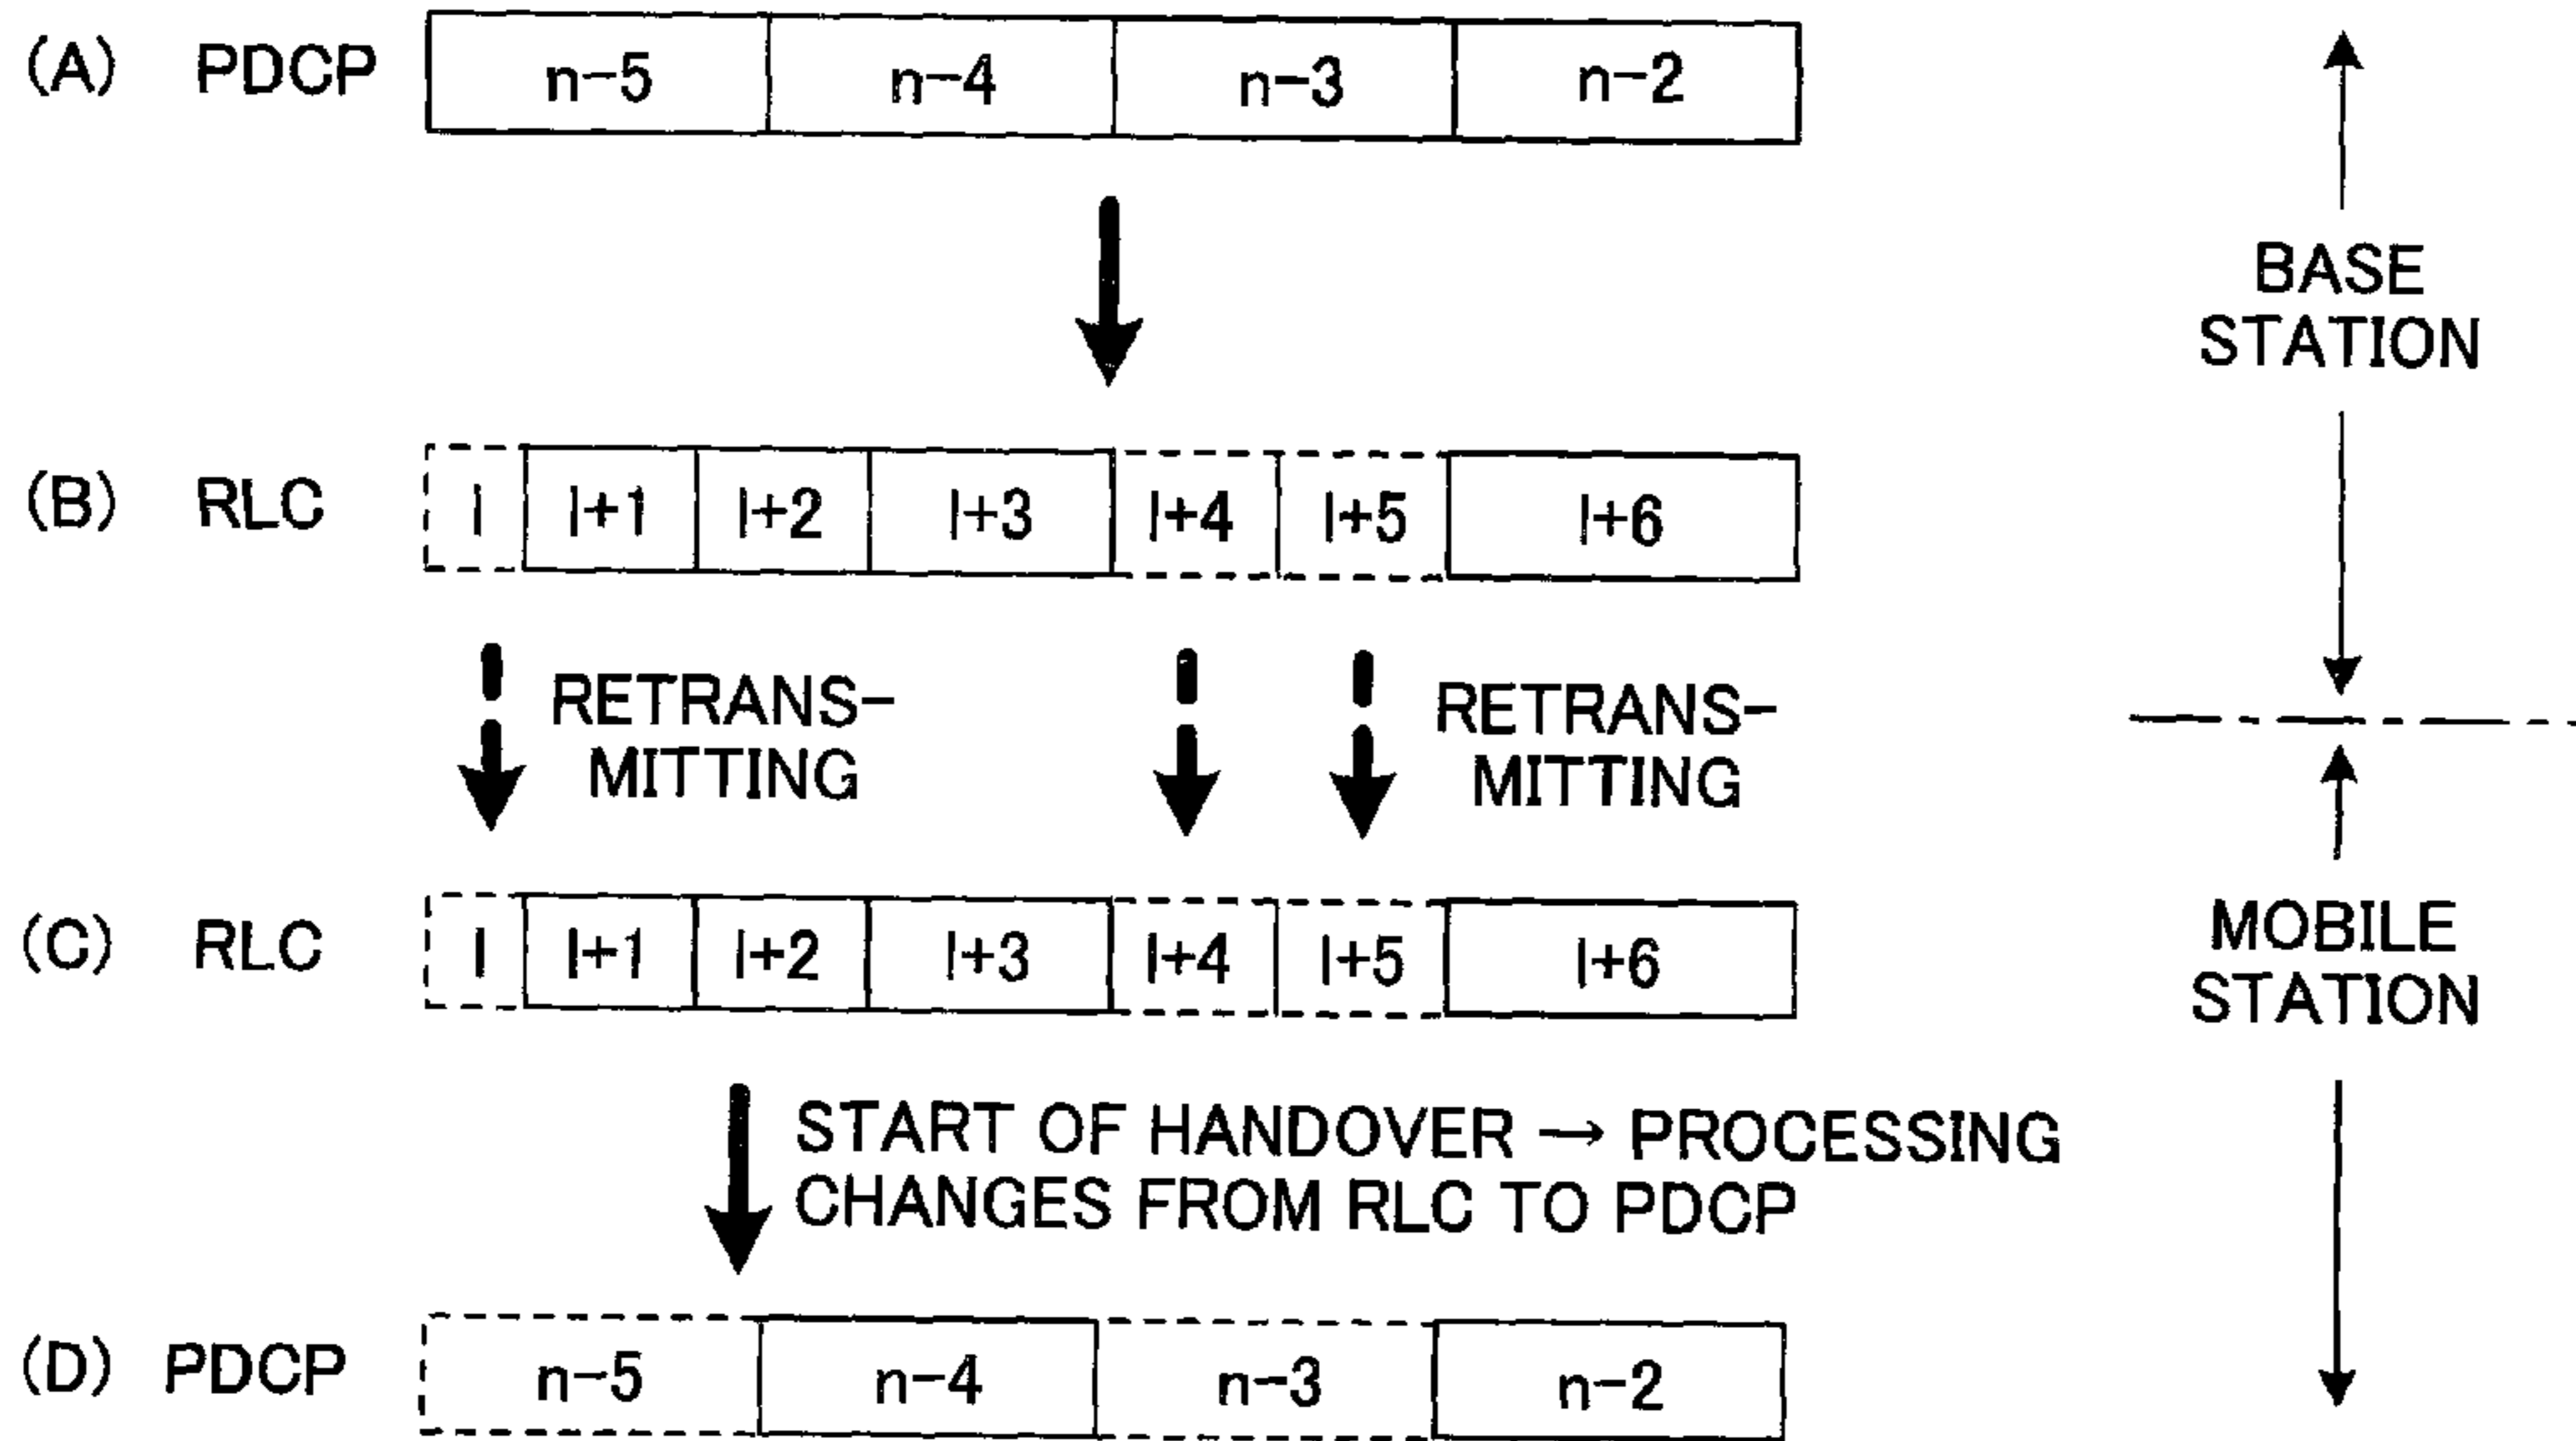 (A) PDCP n-5 n-4 n-3 n-2
BASE
STATION
(B) RLC l l+1 l+2 l+3 l+4 l+5 l+6
RETRANS-
MITTING
RETRANS-
MITTING
(C) RLC l l+1 l+2 l+3 l+4 l+5 l+6
MOBILE
STATION
START OF HANDOVER → PROCESSING
CHANGES FROM RLC TO PDCP
(D) PDCP n-5 n-4 n-3 n-2